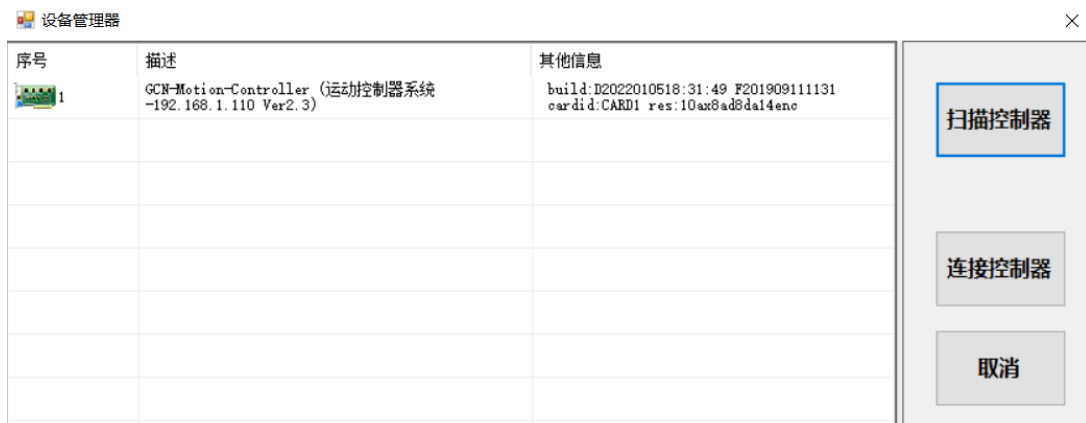 设备管理器
序号 描述 其他信息
1 GCN-Motion-Controller (运动控制器系统 build:D2022010518:31:49 F201909111131
-192.168.1.110 Ver2.3) cardid:CARD1 res:10ax8ad8da14enc
扫描控制器
连接控制器
取消